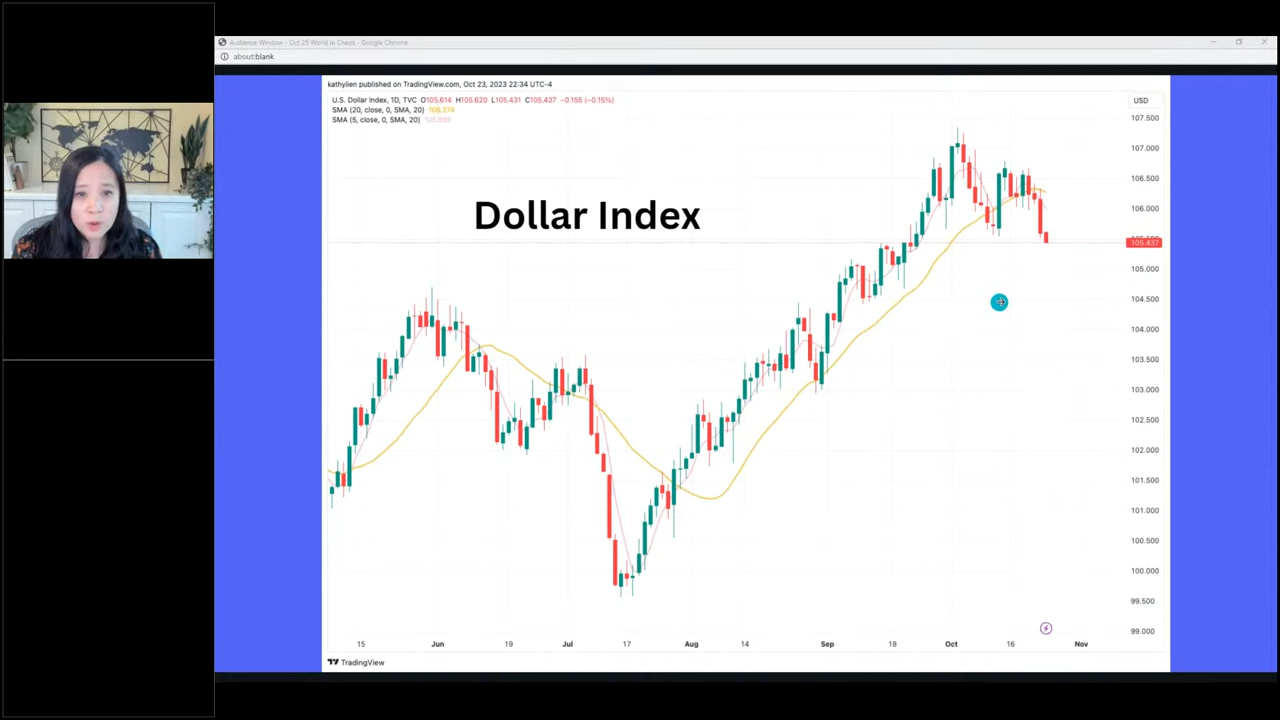 Audience Window - Oct 23 World in Chaos - Google Chrome
about:blank
kathylien published on TradingView.com, Oct 23, 2023 22:34 UTC-4
U.S. Dollar Index, 1D, TVC O105.614 H105.620 L105.431 C105.437 −0.155 (−0.15%)
SMA (20, close, 0, SMA, 20) 106.274
SMA (5, close, 0, SMA, 20)
USD
Dollar Index
107.500
107.000
106.500
106.000
105.437
105.000
104.500
104.000
103.500
103.000
102.500
102.000
101.500
101.000
100.500
100.000
99.500
99.000
15 Jun 19 Jul 17 Aug 14 Sep 18 Oct 16 Nov
TradingView